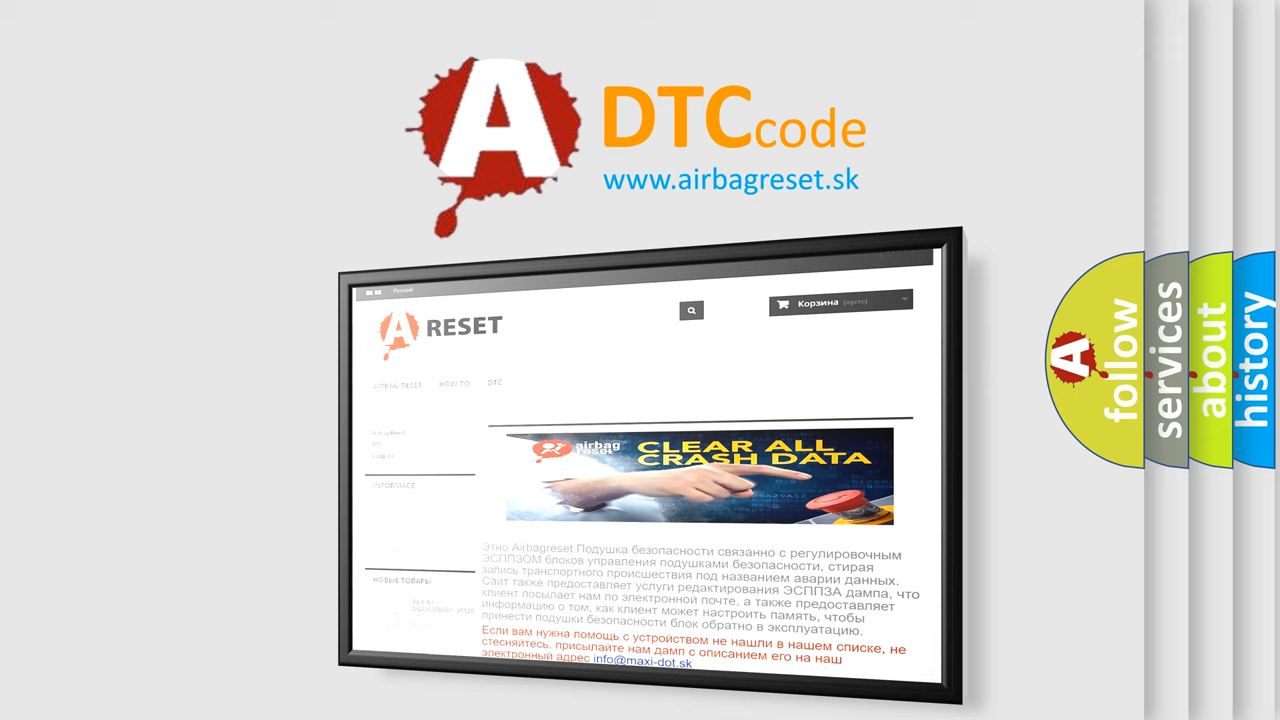 A DTCcode
www.airbagreset.sk
Русский
A RESET
Корзина (пусто)
AIRBAG RESET HOW TO DTC
Airbag Reset
DTC
INFORMACE
НОВЫЕ ТОВАРЫ
airbag
reset
CLEAR ALL
CRASH DATA
Этно Airbagreset Подушка безопасности связанно с регулировочным
ЭСППЗОМ блоков управления подушками безопасности, стирая
запись транспортного происшествия под названием аварии данных.
Сайт также предоставляет услуги редактирования ЭСППЗА дампа, что
клиент посылает нам по электронной почте, а также предоставляет
информацию о том, как клиент может настроить память, чтобы
принести подушки безопасности блок обратно в эксплуатацию.
Если вам нужна помощь с устройством не нашли в нашем списке, не
стесняйтесь, присылайте нам дамп с описанием его на наш
электронный адрес info@maxi-dot.sk
A follow
services
about
history